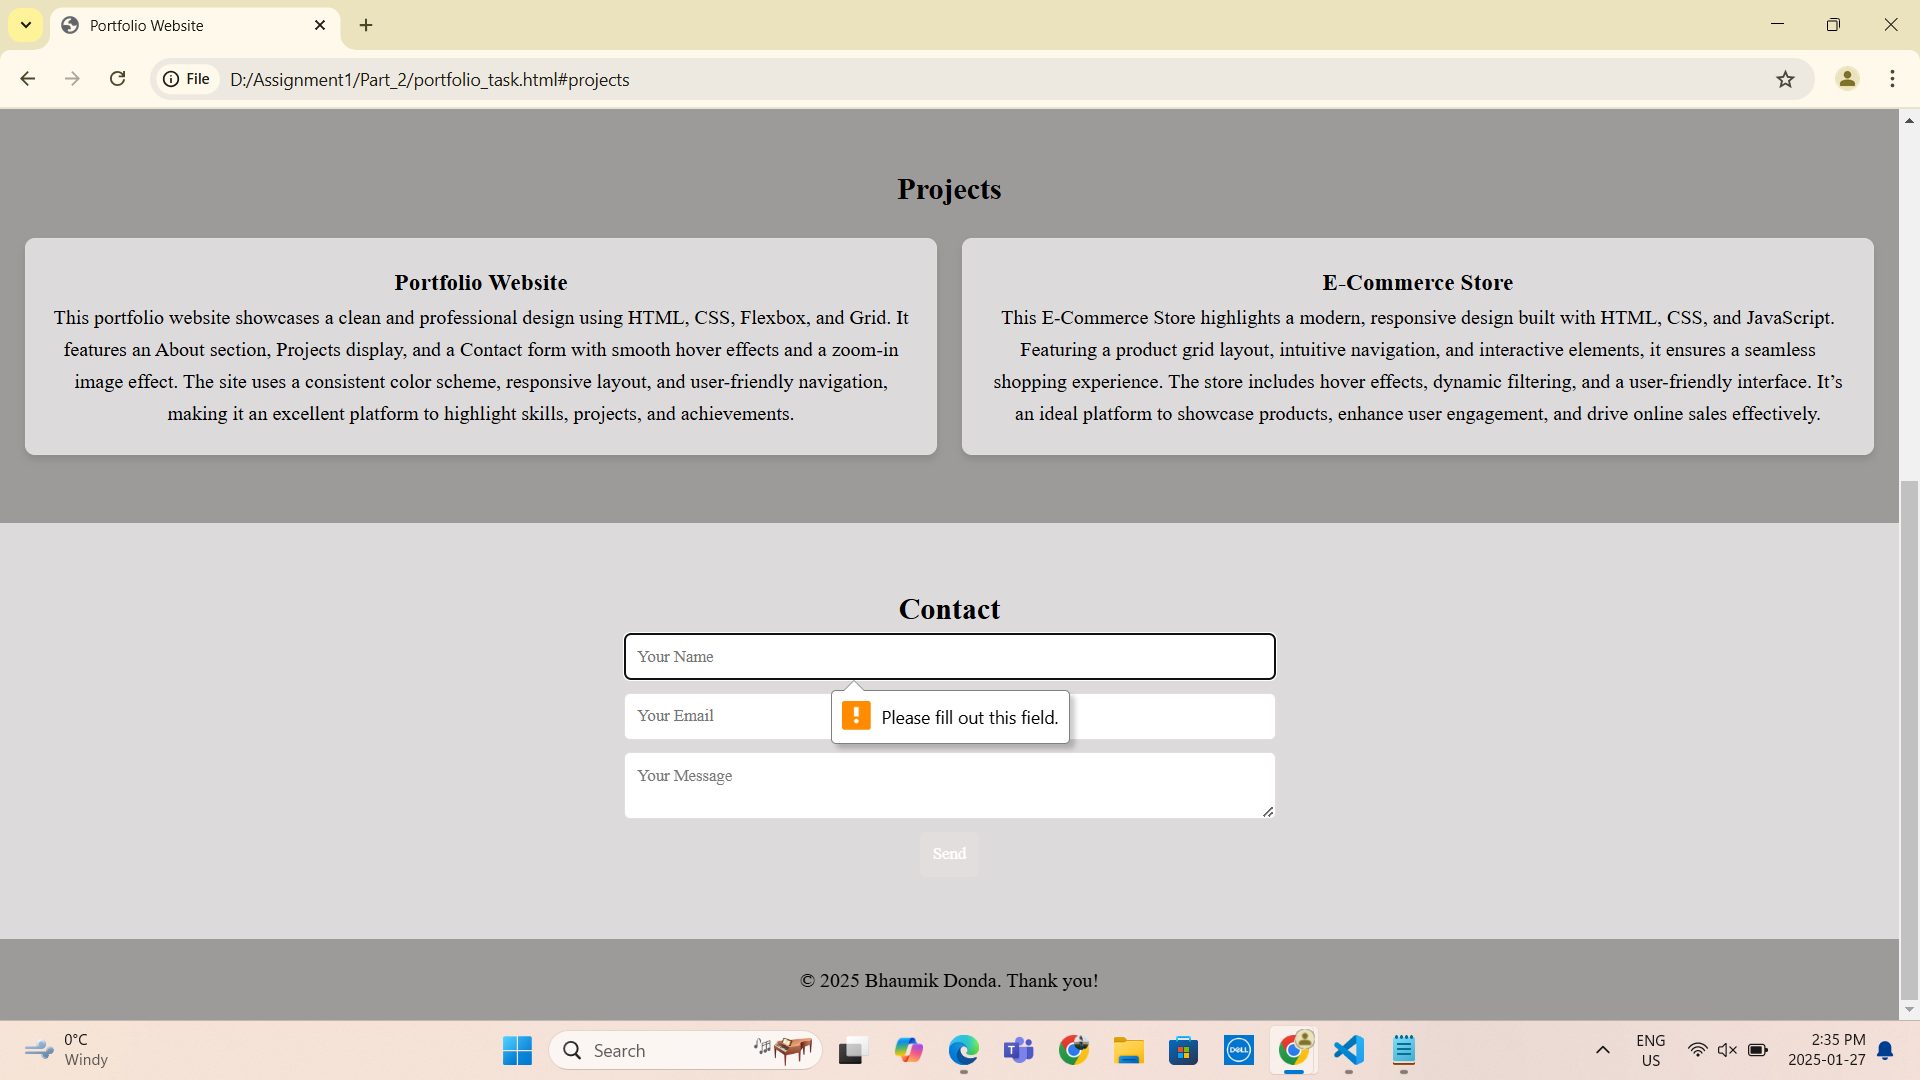 Portfolio Website
File
D:/Assignment1/Part_2/portfolio_task.html#projects
Projects
Portfolio Website
This portfolio website showcases a clean and professional design using HTML, CSS, Flexbox, and Grid. It
features an About section, Projects display, and a Contact form with smooth hover effects and a zoom-in
image effect. The site uses a consistent color scheme, responsive layout, and user-friendly navigation,
making it an excellent platform to highlight skills, projects, and achievements.
E-Commerce Store
This E-Commerce Store highlights a modern, responsive design built with HTML, CSS, and JavaScript.
Featuring a product grid layout, intuitive navigation, and interactive elements, it ensures a seamless
shopping experience. The store includes hover effects, dynamic filtering, and a user-friendly interface. It’s
an ideal platform to showcase products, enhance user engagement, and drive online sales effectively.
Contact
Your Name
Please fill out this field.
Your Email
Your Message
Send
© 2025 Bhaumik Donda. Thank you!
0°C
Windy
Search
DELL
ENG
US
2:35 PM
2025-01-27